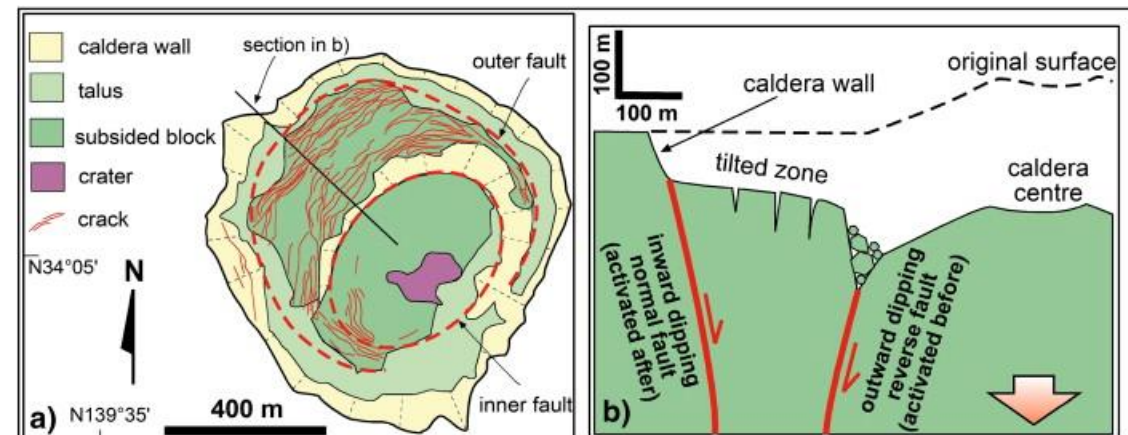 caldera wall
talus
subsided block
crater
crack
section in b)
outer fault
N34°05'
N
N139°35'
400 m
inner fault
a)
100 m
100 m
caldera wall
original surface
tilted zone
caldera
centre
inward dipping
normal fault
(activated after)
outward dipping
reverse fault
(activated before)
b)